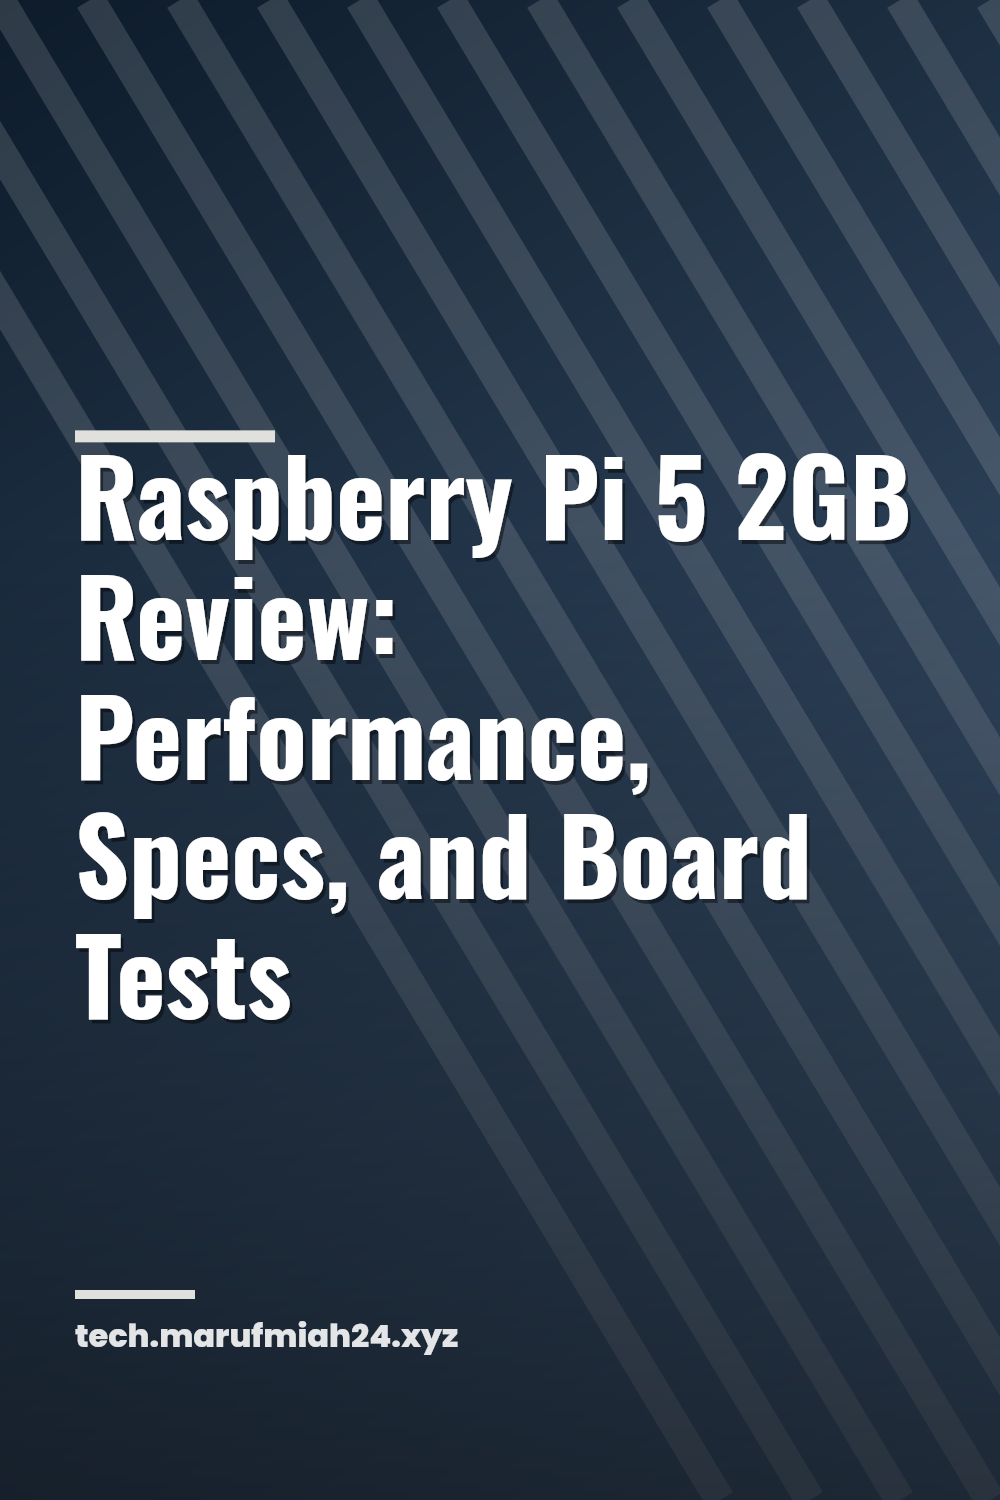 Raspberry Pi 5 2GB
Review:
Performance,
Specs, and Board
Tests
tech.marufmiah24.xyz